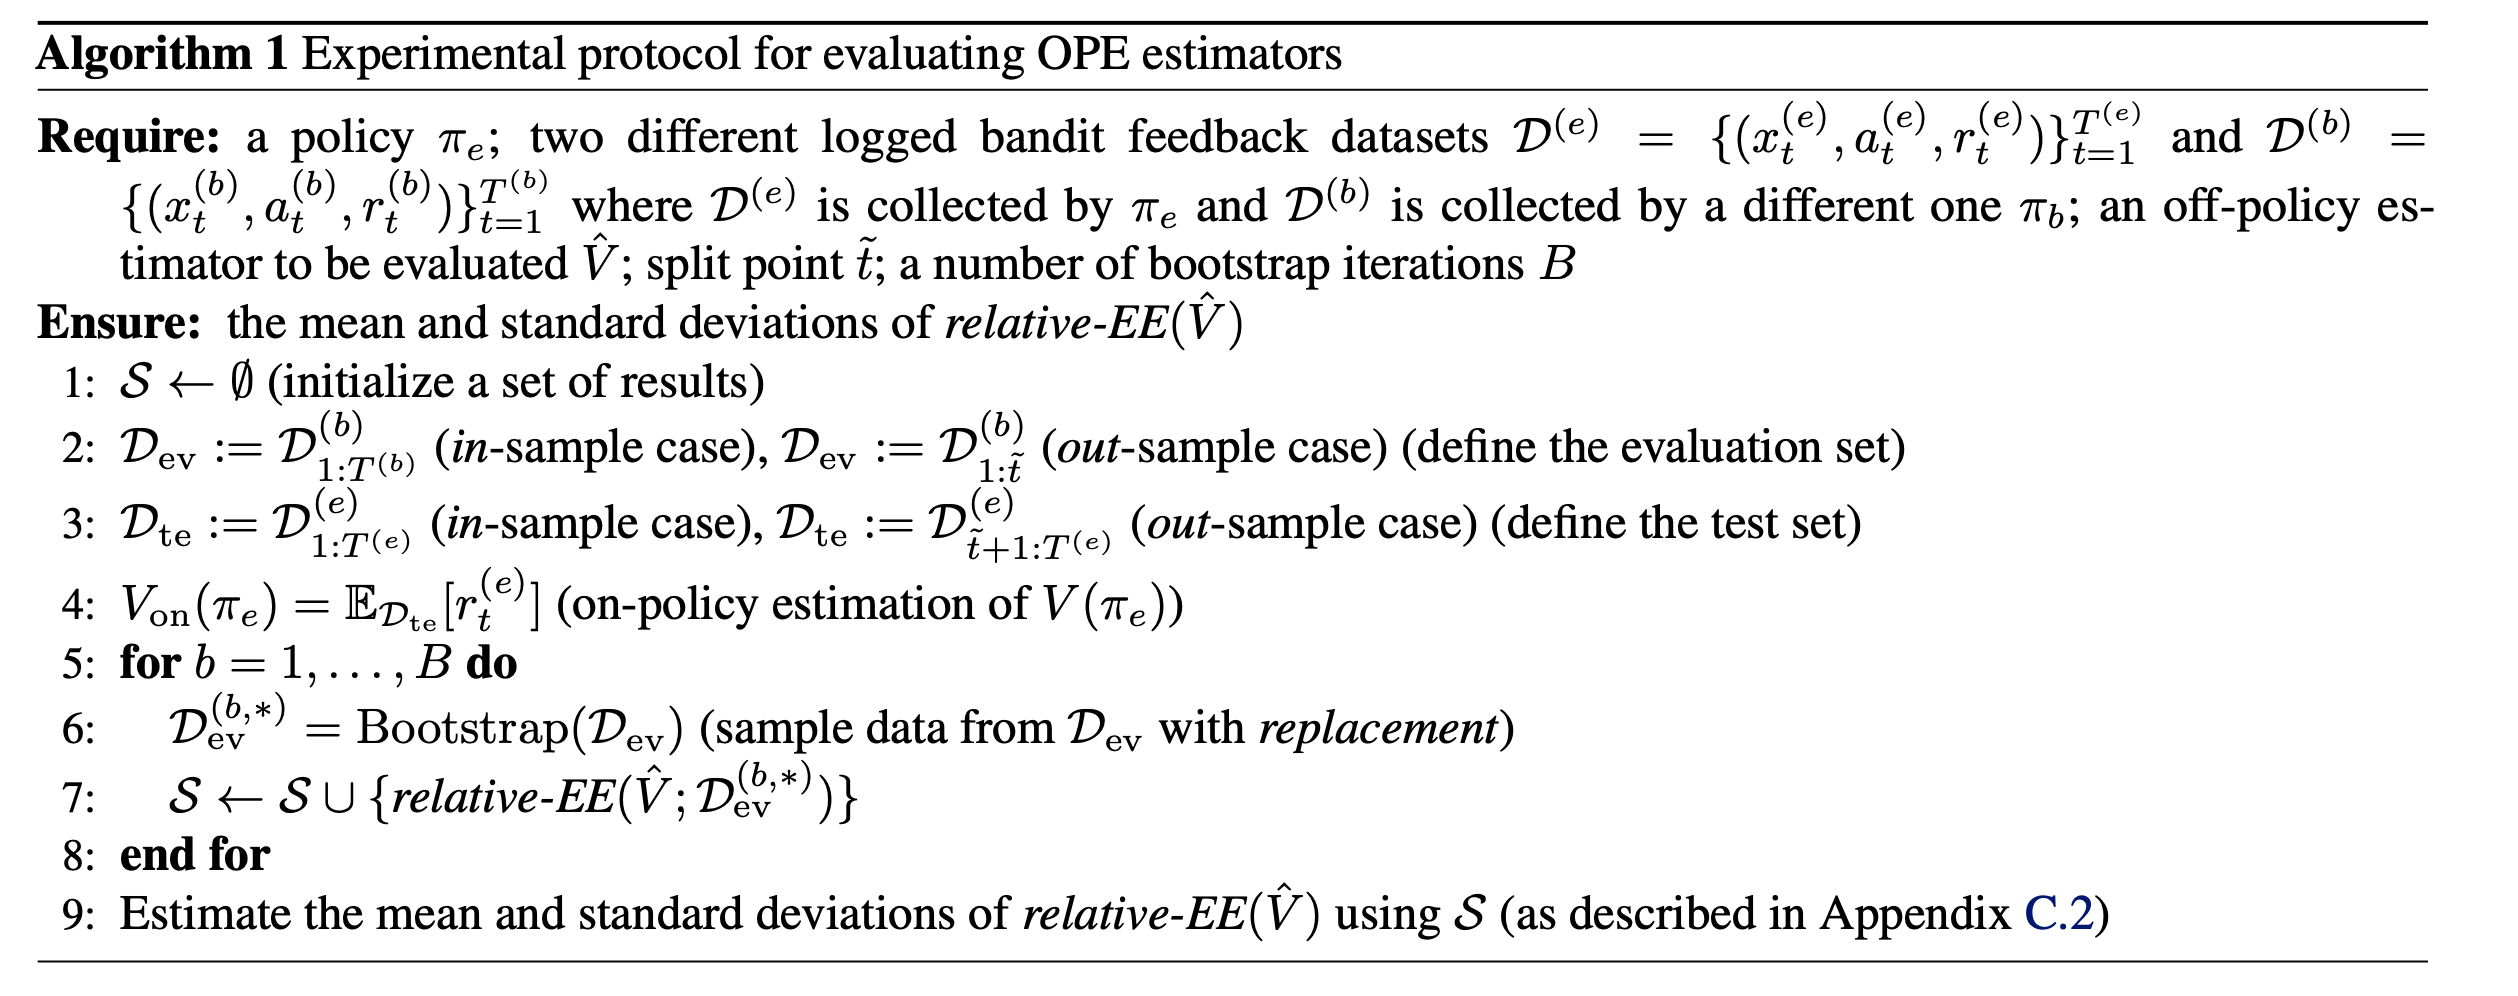 Algorithm 1 Experimental protocol for evaluating OPE estimators
Require: a policy $\pi_e$; two different logged bandit feedback datasets $\mathcal{D}^{(e)} = \{(x_t^{(e)}, a_t^{(e)}, r_t^{(e)})\}_{t=1}^{T^{(e)}}$ and $\mathcal{D}^{(b)} =$
$\{(x_t^{(b)}, a_t^{(b)}, r_t^{(b)})\}_{t=1}^{T^{(b)}}$ where $\mathcal{D}^{(e)}$ is collected by $\pi_e$ and $\mathcal{D}^{(b)}$ is collected by a different one $\pi_b$; an off-policy es-
timator to be evaluated $\hat{V}$; split point $\tilde{t}$; a number of bootstrap iterations $B$
Ensure: the mean and standard deviations of relative-EE($\hat{V}$)
1: $\mathcal{S} \leftarrow \emptyset$ (initialize a set of results)
2: $\mathcal{D}_{\mathrm{ev}} := \mathcal{D}_{1:T^{(b)}}^{(b)}$ (in-sample case), $\mathcal{D}_{\mathrm{ev}} := \mathcal{D}_{1:\tilde{t}}^{(b)}$ (out-sample case) (define the evaluation set)
3: $\mathcal{D}_{\mathrm{te}} := \mathcal{D}_{1:T^{(e)}}^{(e)}$ (in-sample case), $\mathcal{D}_{\mathrm{te}} := \mathcal{D}_{\tilde{t}+1:T^{(e)}}^{(e)}$ (out-sample case) (define the test set)
4: $V_{\mathrm{on}}(\pi_e) = \mathbb{E}_{\mathcal{D}_{\mathrm{te}}}[r_t^{(e)}]$ (on-policy estimation of $V(\pi_e)$)
5: for $b = 1, \ldots, B$ do
6: $\mathcal{D}_{\mathrm{ev}}^{(b,*)} = \mathrm{Bootstrap}(\mathcal{D}_{\mathrm{ev}})$ (sample data from $\mathcal{D}_{\mathrm{ev}}$ with replacement)
7: $\mathcal{S} \leftarrow \mathcal{S} \cup \{$relative-EE$(\hat{V}; \mathcal{D}_{\mathrm{ev}}^{(b,*)})\}$
8: end for
9: Estimate the mean and standard deviations of relative-EE($\hat{V}$) using $\mathcal{S}$ (as described in Appendix C.2)